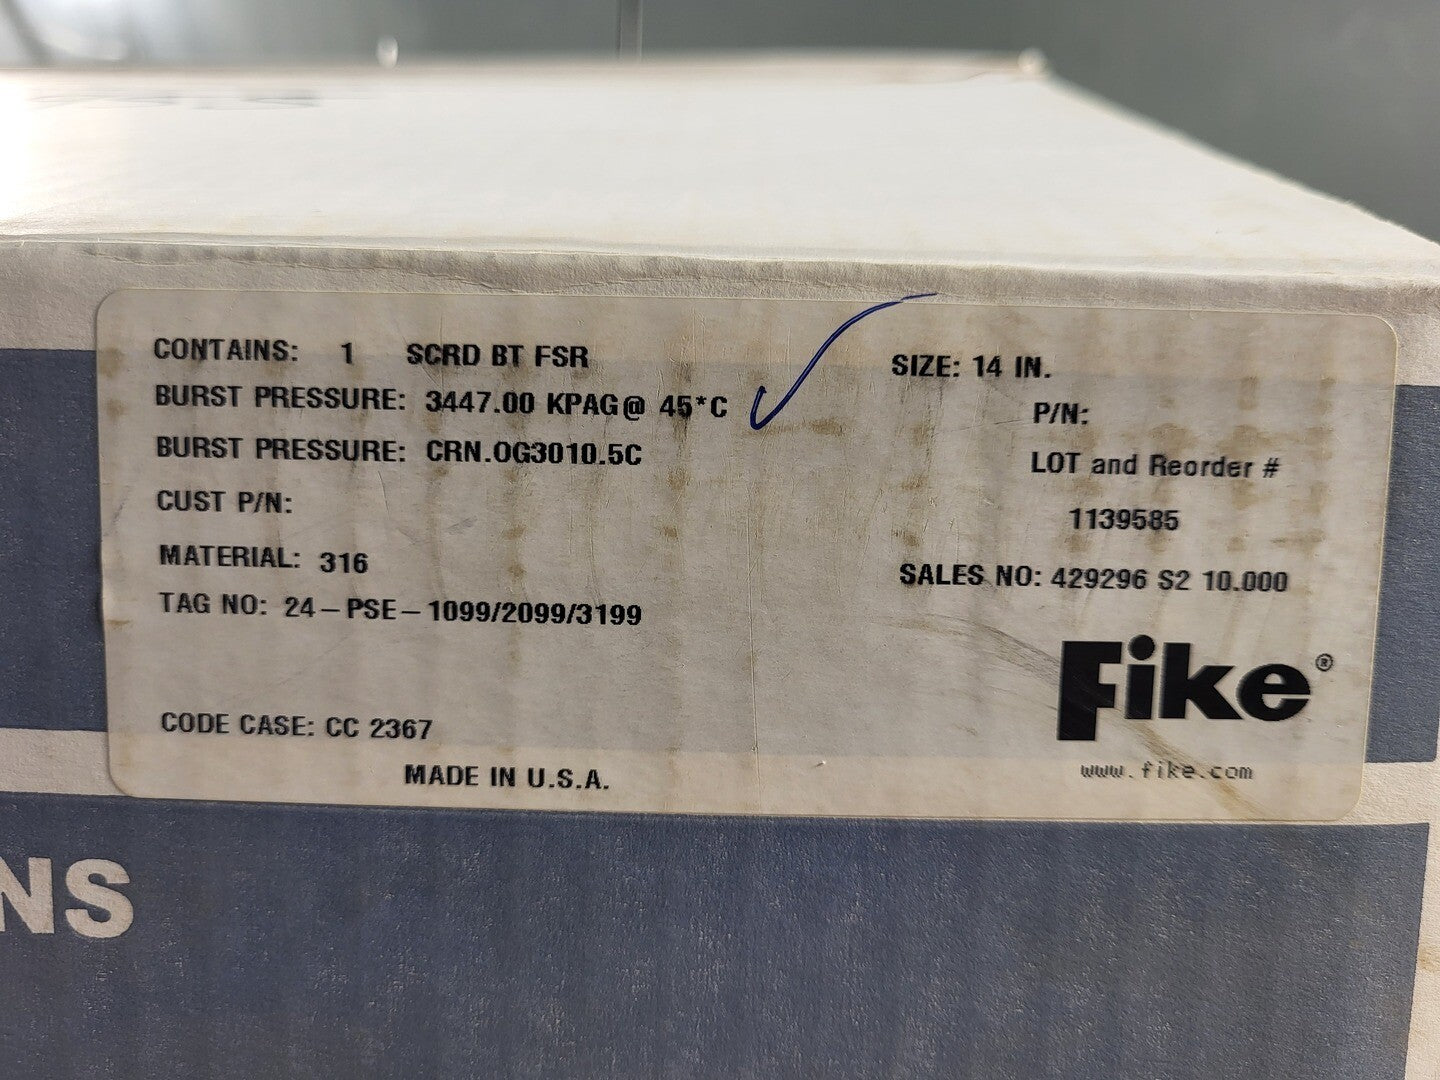 CONTAINS: 1 SCRD BT FSR
BURST PRESSURE: 3447.00 KPAG@ 45*C
BURST PRESSURE: CRN.OG3010.5C
CUST P/N:
MATERIAL: 316
TAG NO: 24-PSE-1099/2099/3199
CODE CASE: CC 2367
MADE IN U.S.A.
SIZE: 14 IN.
P/N:
LOT and Reorder #
1139585
SALES NO: 429296 S2 10.000
Fike®
www.fike.com
NS